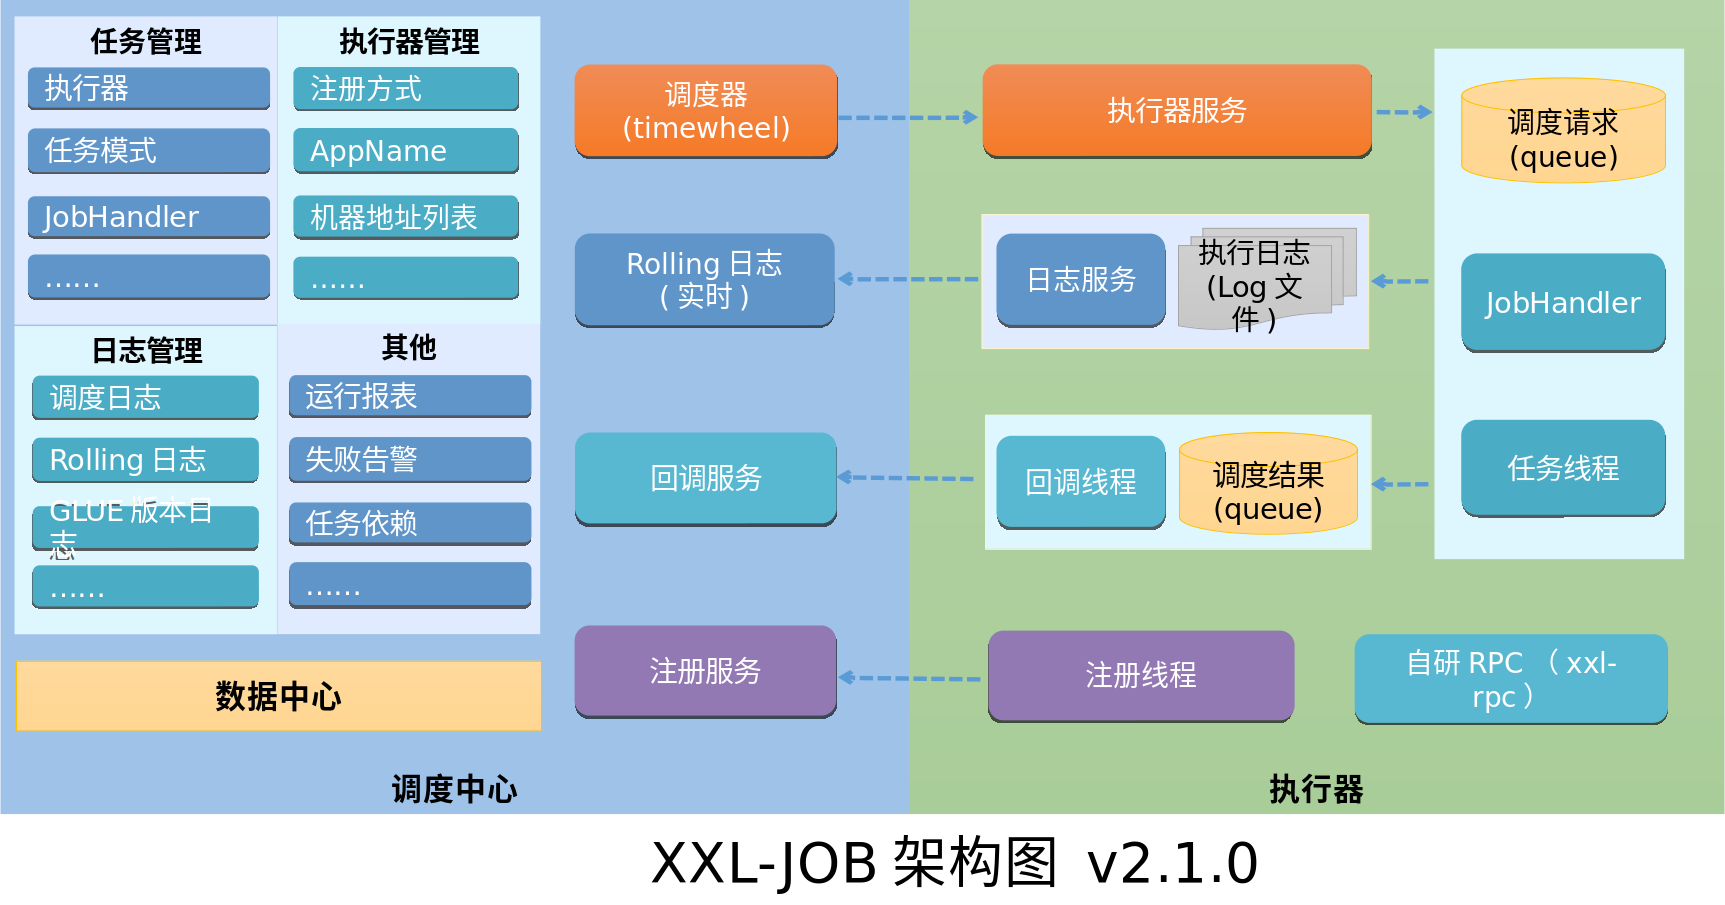 任务管理
执行器
任务模式
JobHandler
......
执行器管理
注册方式
AppName
机器地址列表
......
日志管理
调度日志
Rolling 日志
GLUE 版本日
志
......
其他
运行报表
失败告警
任务依赖
......
数据中心
调度器
(timewheel)
Rolling 日志
( 实时 )
回调服务
注册服务
调度中心
执行器服务
日志服务
执行日志
(Log 文
件 )
回调线程
调度结果
(queue)
注册线程
调度请求
(queue)
JobHandler
任务线程
自研 RPC （ xxl-
rpc ）
执行器
XXL-JOB 架构图 v2.1.0